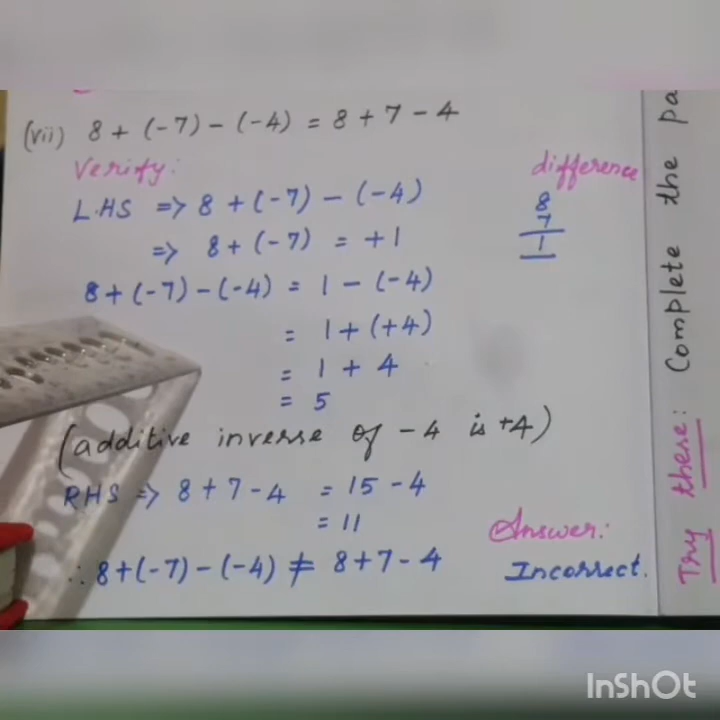 (vii) 8 + (-7) - (-4) = 8 + 7 - 4
Verify:
difference
L.HS => 8 + (-7) - (-4)
8
7
1
=> 8 + (-7) = +1
8 + (-7) - (-4) = 1 - (-4)
= 1 + (+4)
= 1 + 4
= 5
(additive inverse of -4 is +4)
RHS => 8 + 7 - 4 = 15 - 4
= 11
Answer:
∴ 8 + (-7) - (-4) ≠ 8 + 7 - 4
Incorrect.
Try these: Complete the pa
InShOt